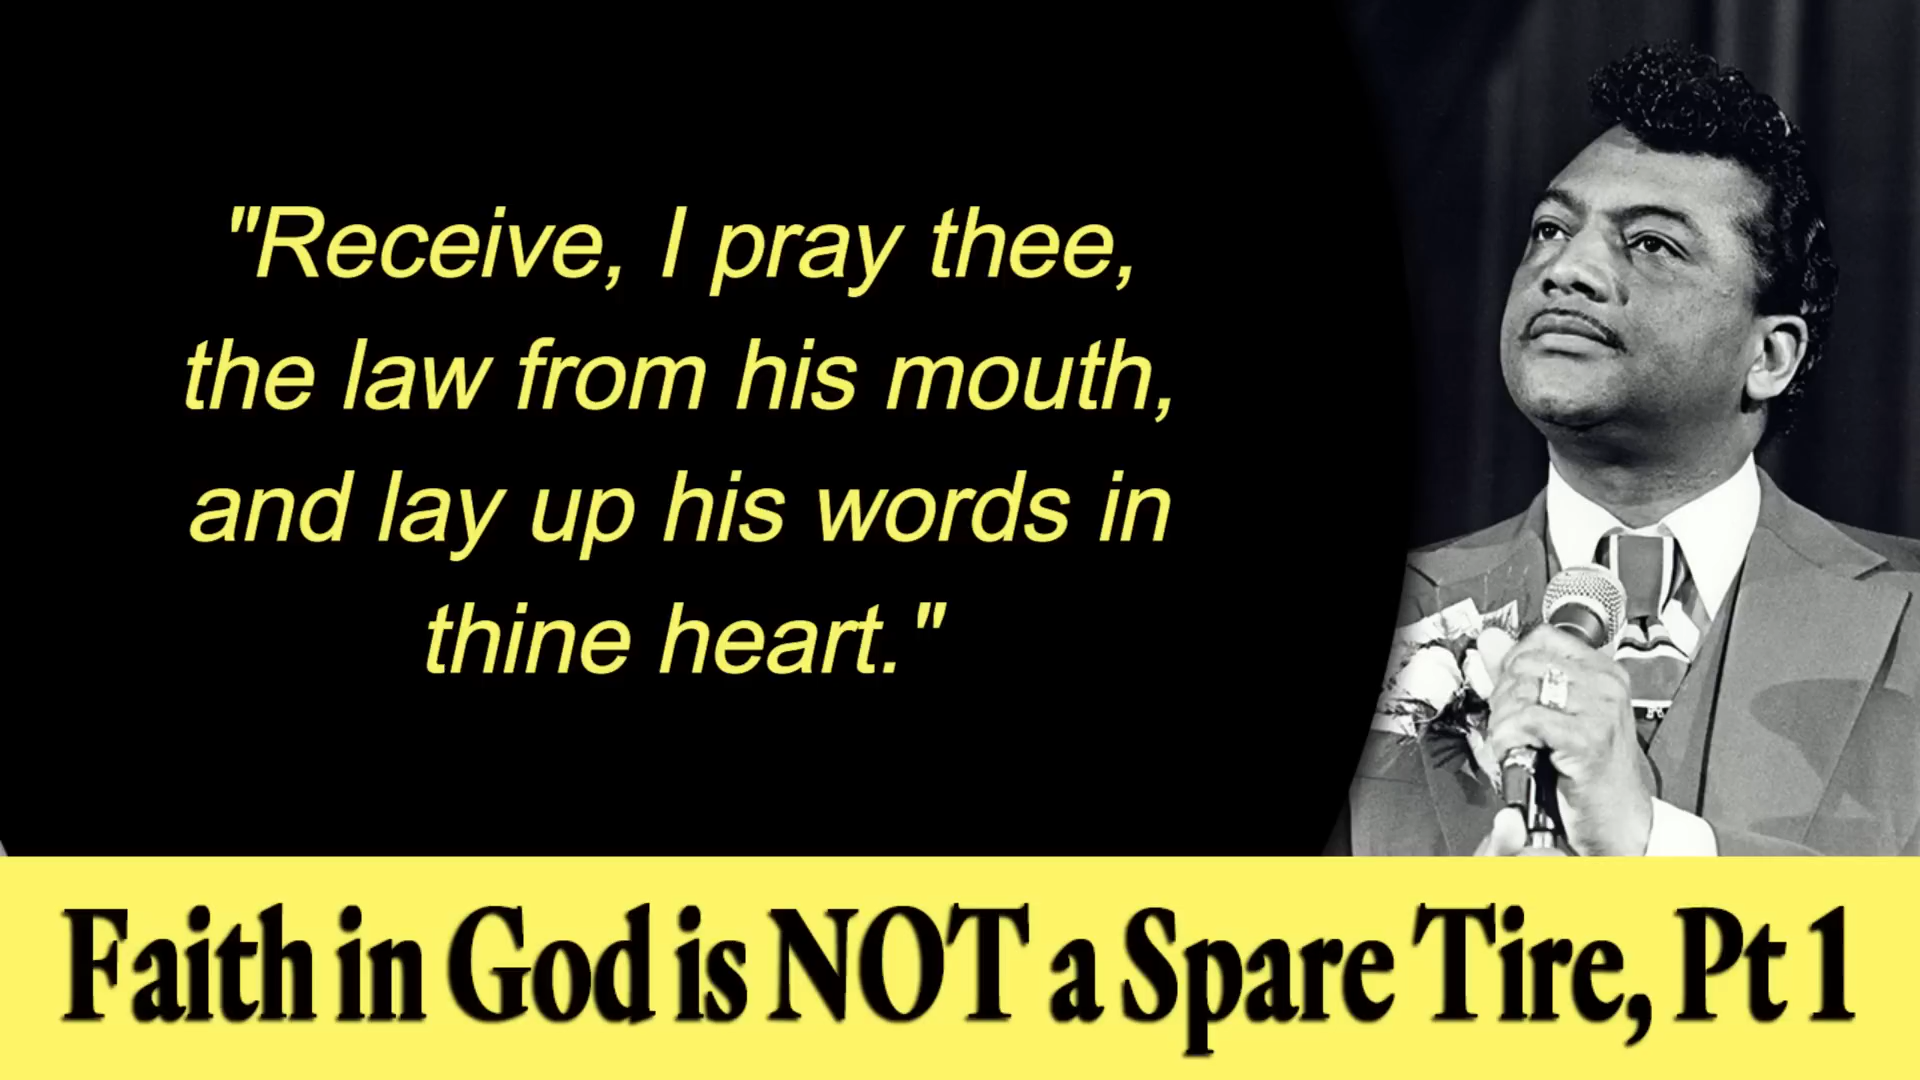 "Receive, I pray thee,
the law from his mouth,
and lay up his words in
thine heart."
Faith in God is NOT a Spare Tire, Pt 1